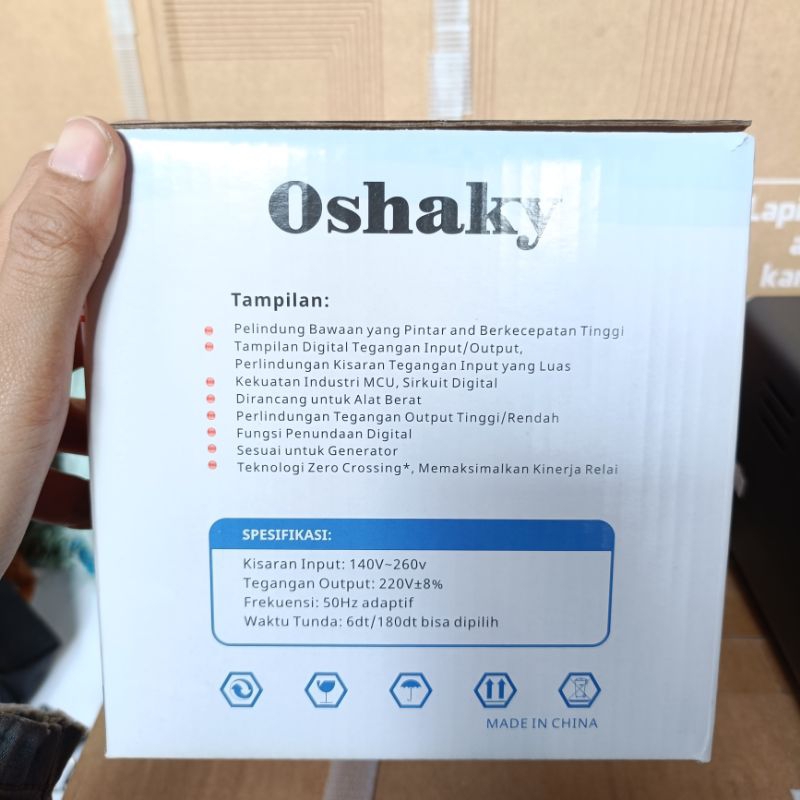 Oshaky
Tampilan:
Pelindung Bawaan yang Pintar and Berkecepatan Tinggi
Tampilan Digital Tegangan Input/Output,
Perlindungan Kisaran Tegangan Input yang Luas
Kekuatan Industri MCU, Sirkuit Digital
Dirancang untuk Alat Berat
Perlindungan Tegangan Output Tinggi/Rendah
Fungsi Penundaan Digital
Sesuai untuk Generator
Teknologi Zero Crossing*, Memaksimalkan Kinerja Relai
SPESIFIKASI:
Kisaran Input: 140V~260v
Tegangan Output: 220V±8%
Frekuensi: 50Hz adaptif
Waktu Tunda: 6dt/180dt bisa dipilih
MADE IN CHINA